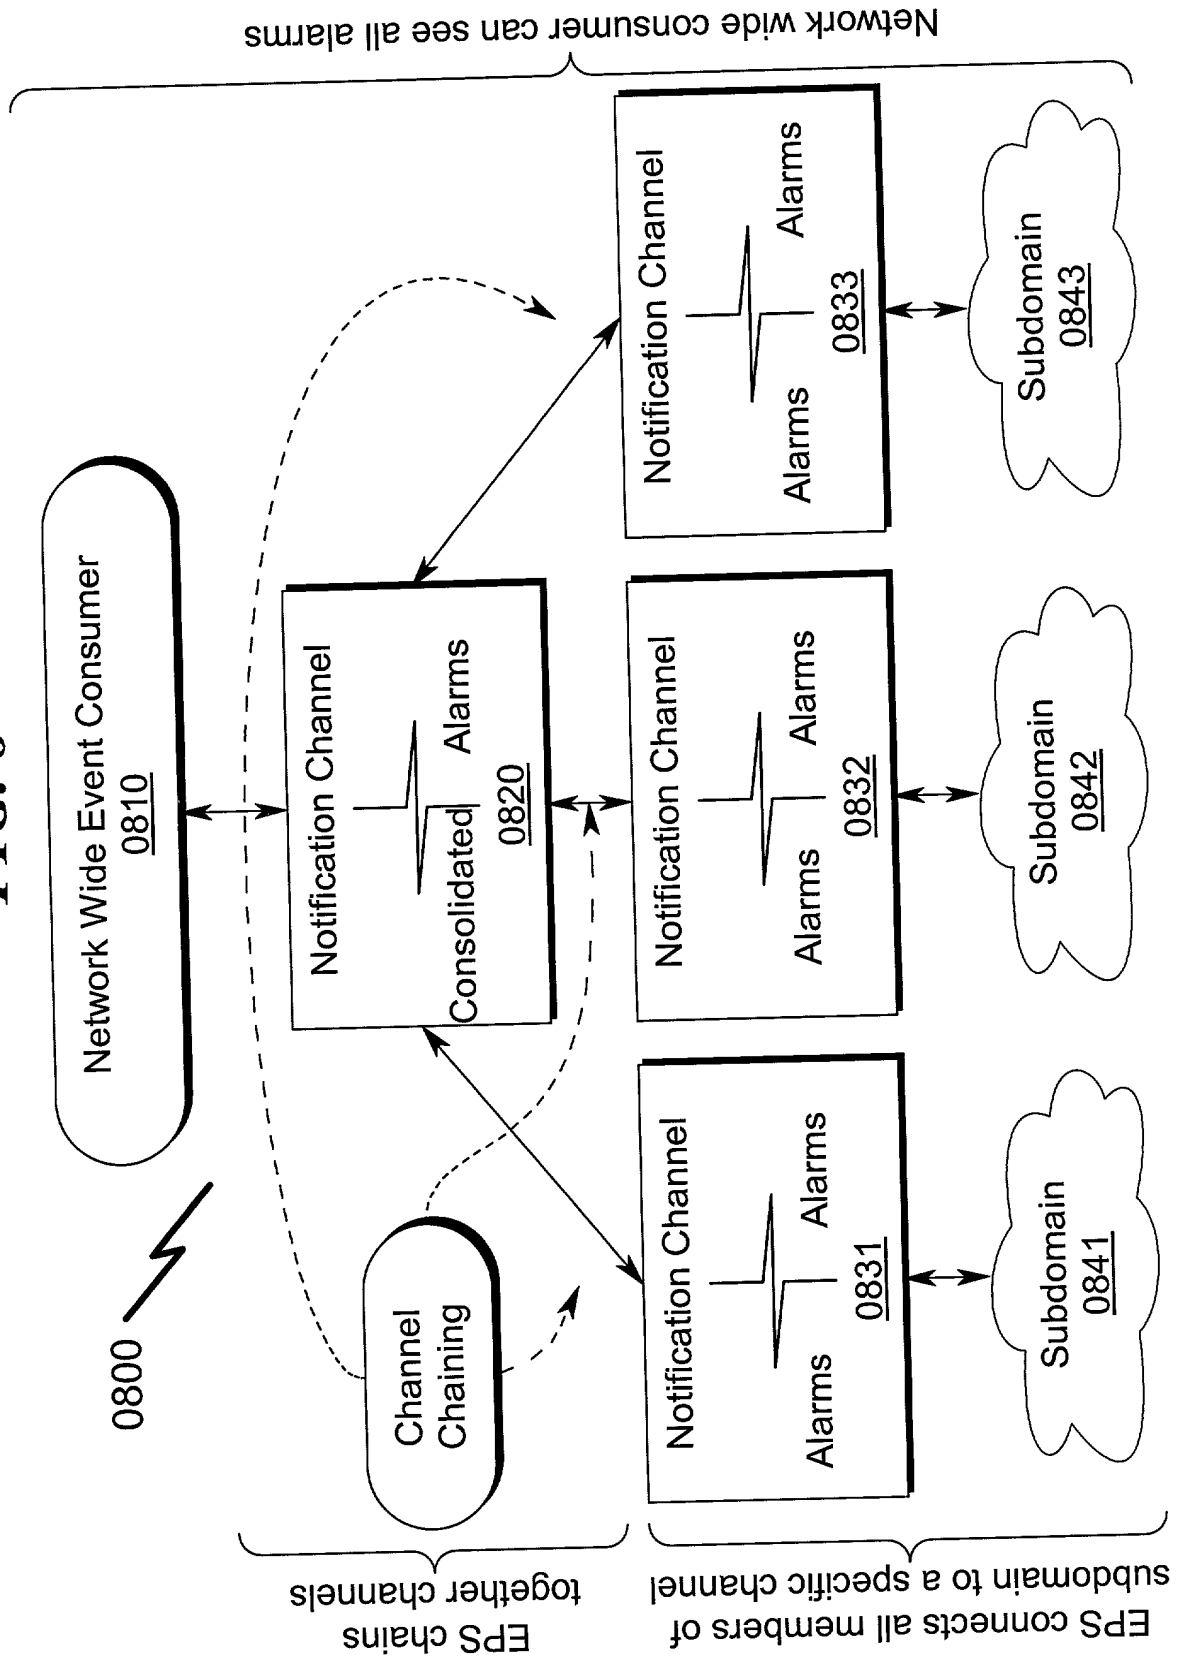 Network Wide Event Consumer
0810
0800
Channel
Chaining
Notification Channel
Consolidated
Alarms
0820
Notification Channel
Alarms
Alarms
0831
Notification Channel
Alarms
Alarms
0832
Notification Channel
Alarms
Alarms
0833
Subdomain
0841
Subdomain
0842
Subdomain
0843
EPS chains
together channels
EPS connects all members of
subdomain to a specific channel
Network wide consumer can see all alarms